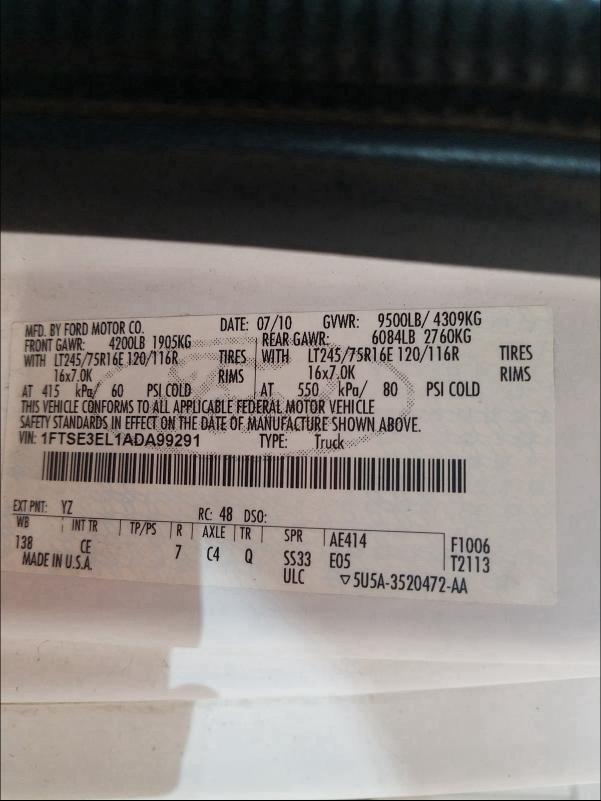 MFD. BY FORD MOTOR CO. DATE: 07/10 GVWR: 9500LB/ 4309KG
FRONT GAWR: 4200LB 1905KG REAR GAWR: 6084LB 2760KG
WITH LT245/75R16E 120/116R TIRES WITH LT245/75R16E 120/116R TIRES
16x7.0K RIMS 16x7.0K RIMS
AT 415 kPa/ 60 PSI COLD AT 550 kPa/ 80 PSI COLD
THIS VEHICLE CONFORMS TO ALL APPLICABLE FEDERAL MOTOR VEHICLE
SAFETY STANDARDS IN EFFECT ON THE DATE OF MANUFACTURE SHOWN ABOVE.
VIN: 1FTSE3EL1ADA99291 TYPE: Truck
EXT PNT: YZ RC: 48 DSO:
WB INT TR TP/PS R AXLE TR SPR AE414 F1006
138 CE 7 C4 Q SS33 E05 T2113
MADE IN U.S.A. ULC ▽5U5A-3520472-AA